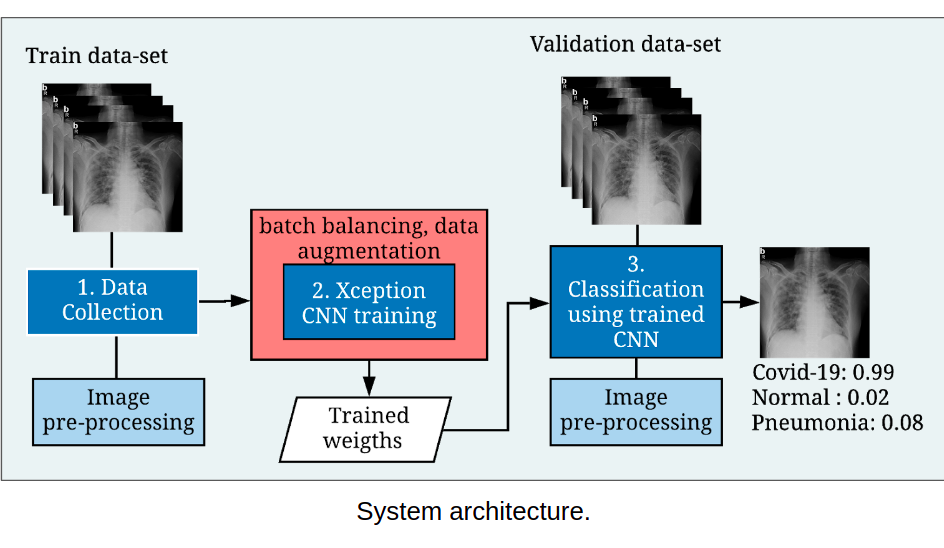 Train data-set
Validation data-set
b
R
b
R
b
R
b
R
b
R
b
R
b
R
b
R
batch balancing, data
augmentation
1. Data
Collection
2. Xception
CNN training
3.
Classification
using trained
CNN
b
R
Image
pre-processing
Trained
weigths
Image
pre-processing
Covid-19: 0.99
Normal : 0.02
Pneumonia: 0.08
System architecture.